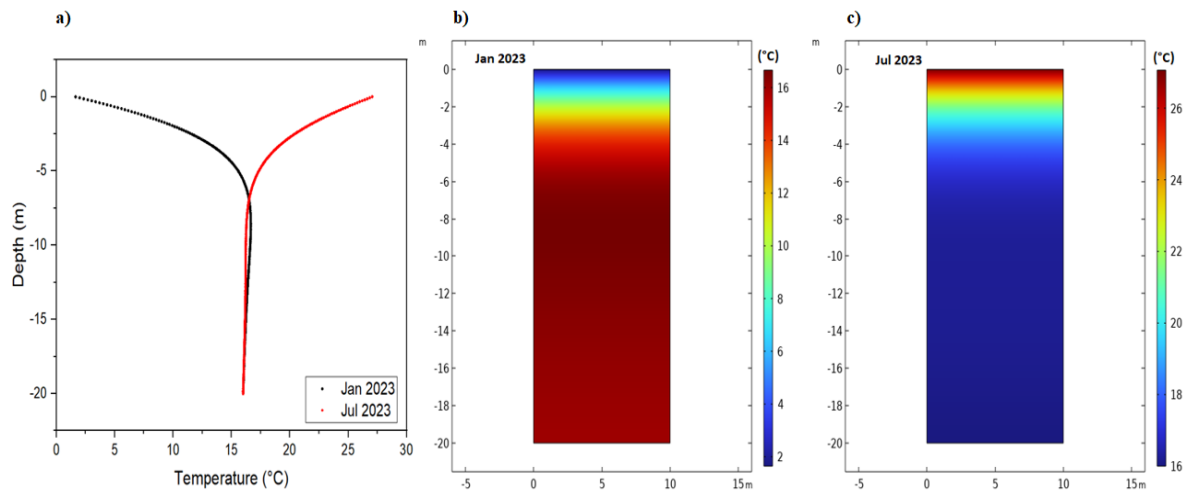 a)
0
-5
-10
-15
-20
Depth (m)
Jan 2023
Jul 2023
0 5 10 15 20 25 30
Temperature (°C)
b)
m
Jan 2023
(°C)
0
-2
-4
-6
-8
-10
-12
-14
-16
-18
-20
-5 0 5 10 15 m
16
14
12
10
8
6
4
2
c)
m
Jul 2023
(°C)
0
-2
-4
-6
-8
-10
-12
-14
-16
-18
-20
-5 0 5 10 15 m
26
24
22
20
18
16